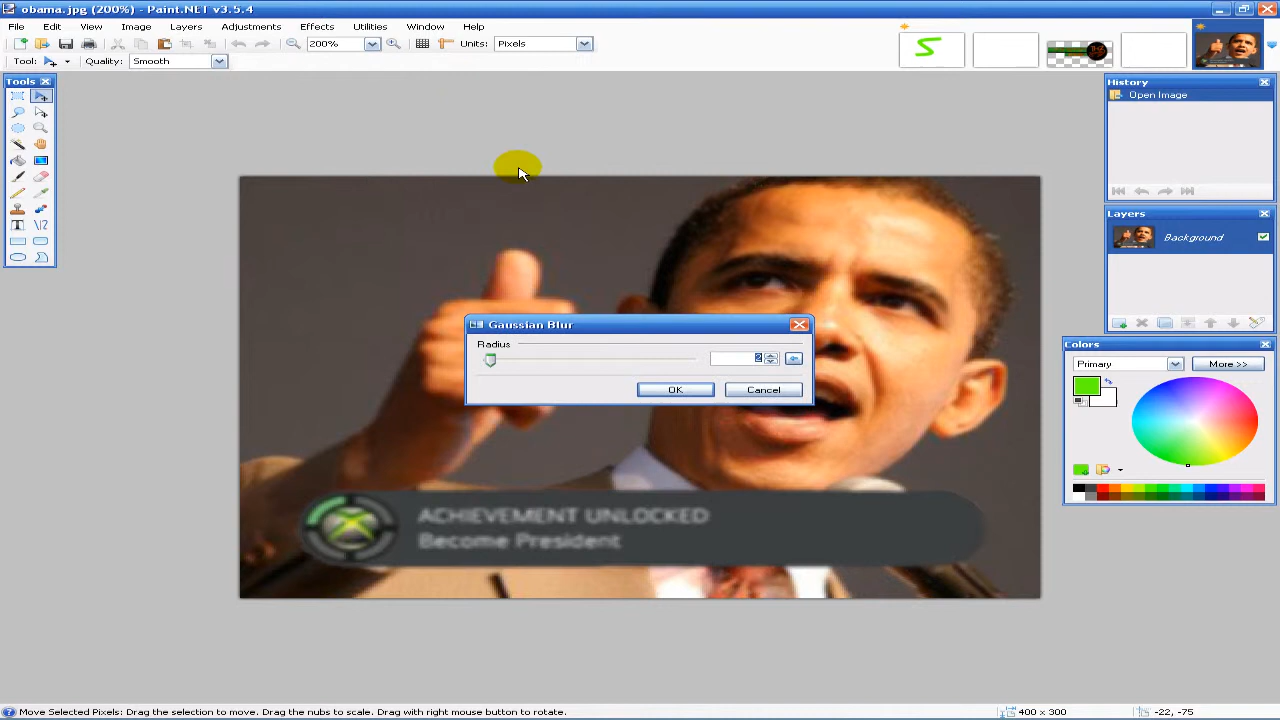 obama.jpg (200%) - Paint.NET v3.5.4
File Edit View Image Layers Adjustments Effects Utilities Window Help
200% Units: Pixels
Tool: Quality: Smooth
Tools
History
Open Image
Layers
Background
Gaussian Blur
Radius
2
OK Cancel
Colors
Primary More >>
ACHIEVEMENT UNLOCKED
Become President
Move Selected Pixels: Drag the selection to move. Drag the nubs to scale. Drag with right mouse button to rotate.
400 x 300
-22, -75